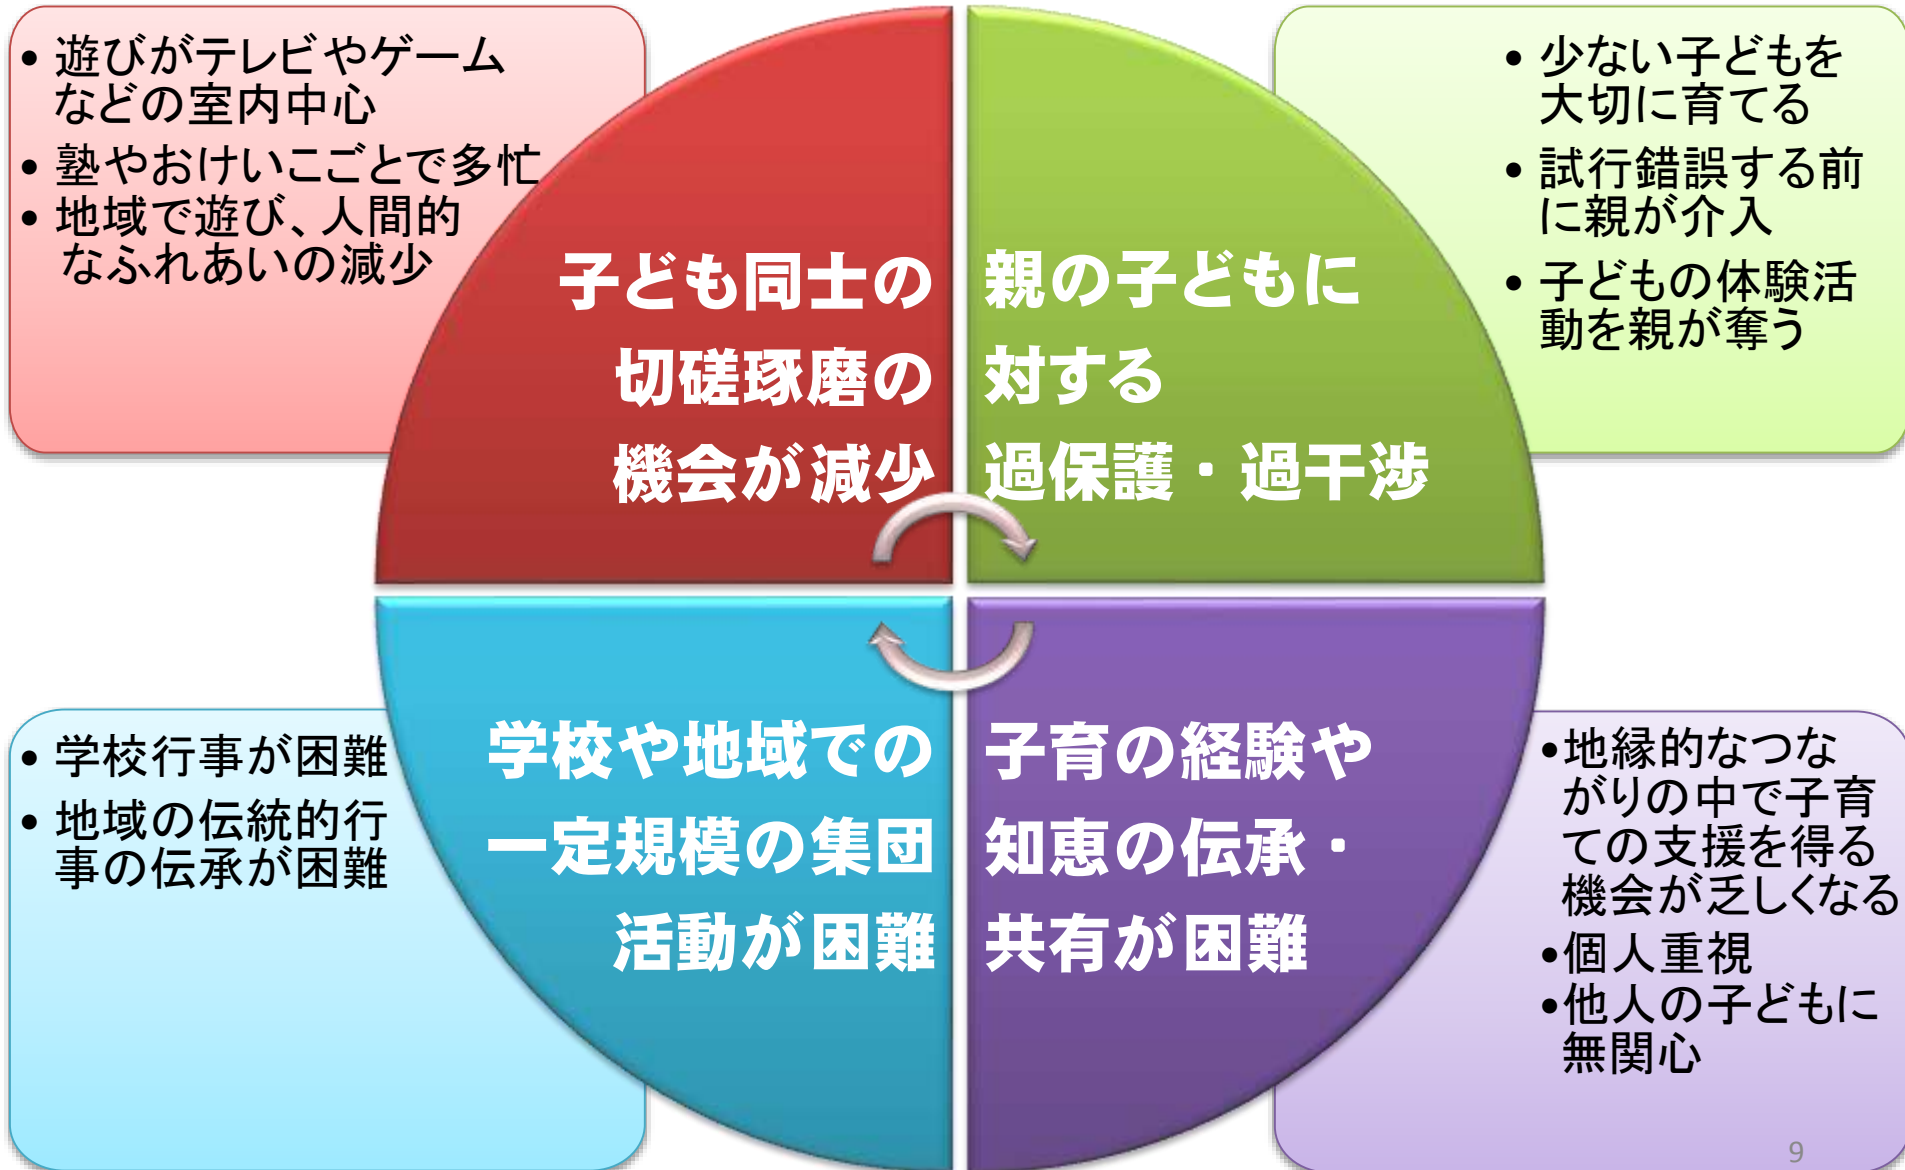 • 遊びがテレビやゲーム
などの室内中心
• 塾やおけいこごとで多忙
• 地域で遊び、人間的
なふれあいの減少
子ども同士の
切磋琢磨の
機会が減少
親の子どもに
対する
過保護・過干渉
• 少ない子どもを
大切に育てる
• 試行錯誤する前
に親が介入
• 子どもの体験活
動を親が奪う
• 学校行事が困難
• 地域の伝統的行
事の伝承が困難
学校や地域での
一定規模の集団
活動が困難
子育の経験や
知恵の伝承・
共有が困難
•地縁的なつな
がりの中で子育
ての支援を得る
機会が乏しくなる
•個人重視
•他人の子どもに
無関心
9